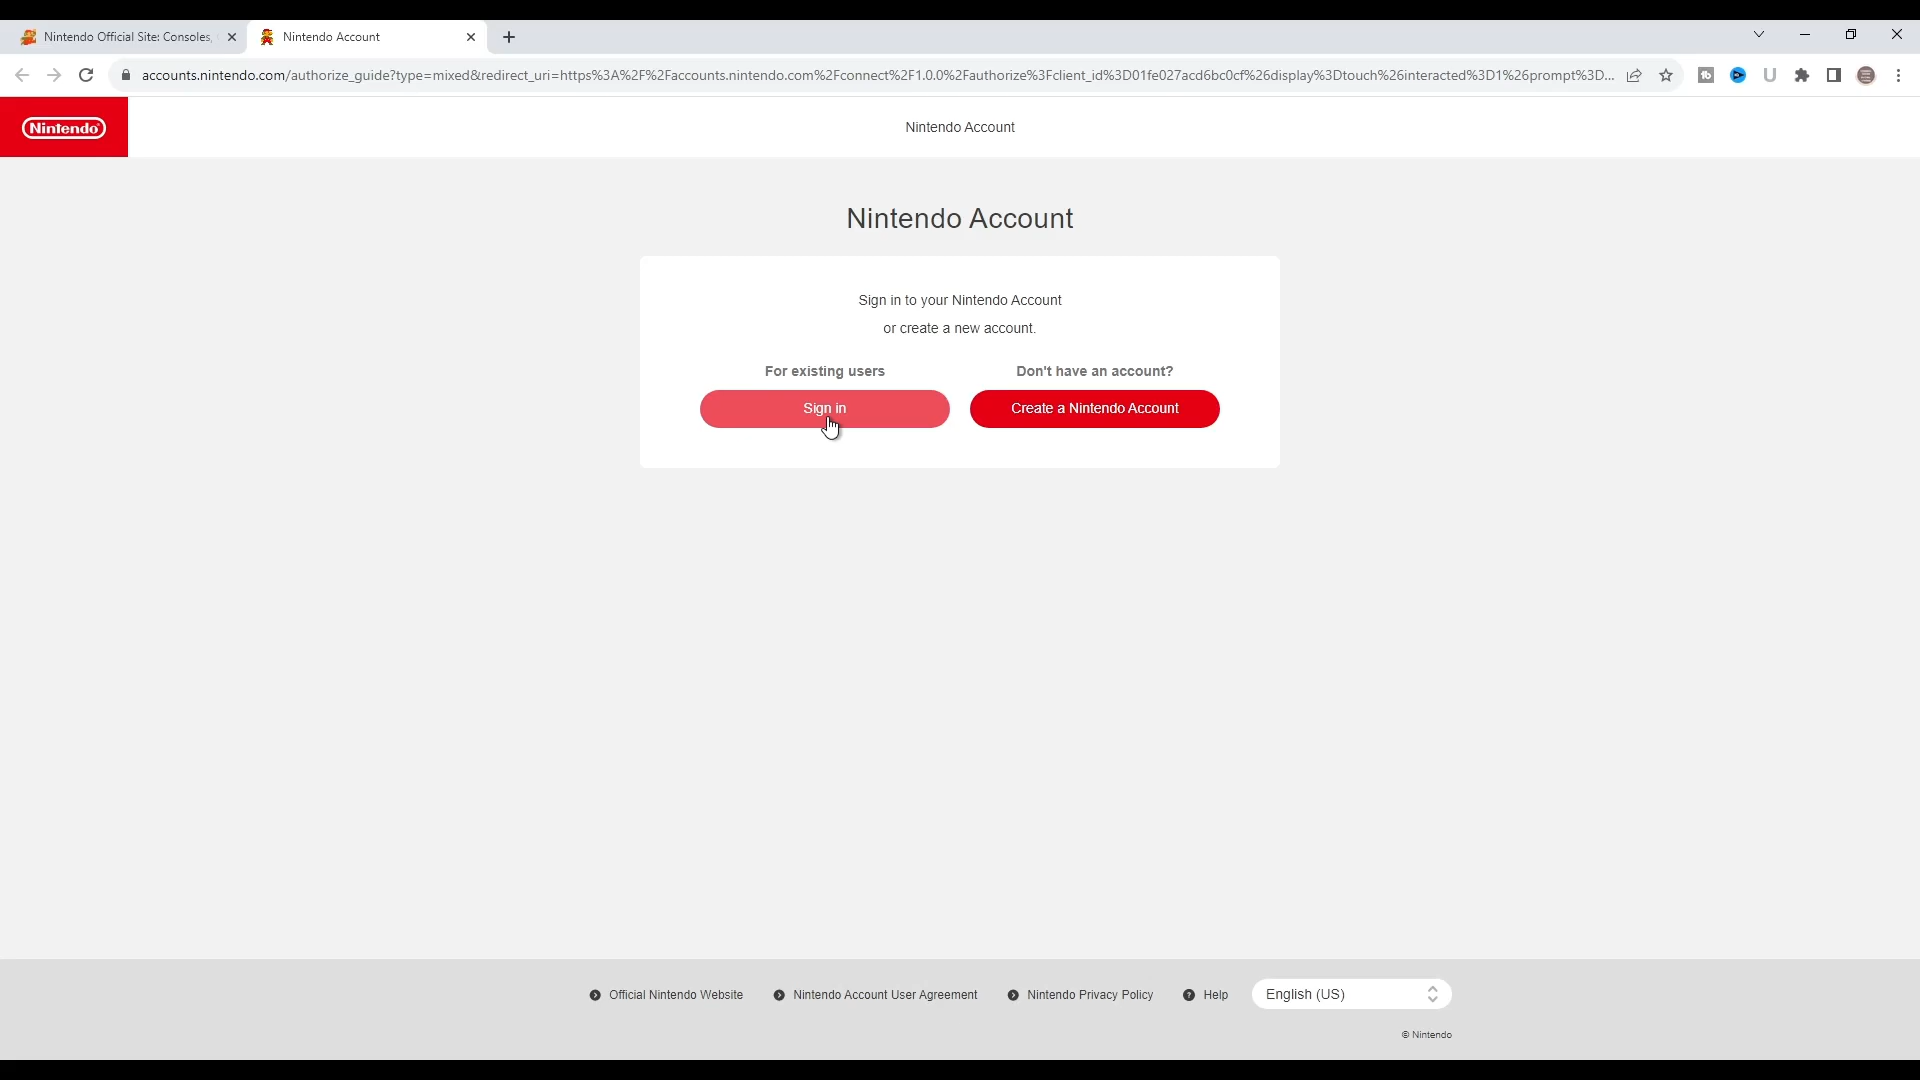 Nintendo Official Site: Consoles,
Nintendo Account
accounts.nintendo.com/authorize_guide?type=mixed&redirect_uri=https%3A%2F%2Faccounts.nintendo.com%2Fconnect%2F1.0.0%2Fauthorize%3Fclient_id%3D01fe027acd6bc0cf%26display%3Dtouch%26interacted%3D1%26prompt%3D...
Nintendo
Nintendo Account
Nintendo Account
Sign in to your Nintendo Account
or create a new account.
For existing users
Don't have an account?
Sign in
Create a Nintendo Account
Official Nintendo Website
Nintendo Account User Agreement
Nintendo Privacy Policy
Help
English (US)
© Nintendo